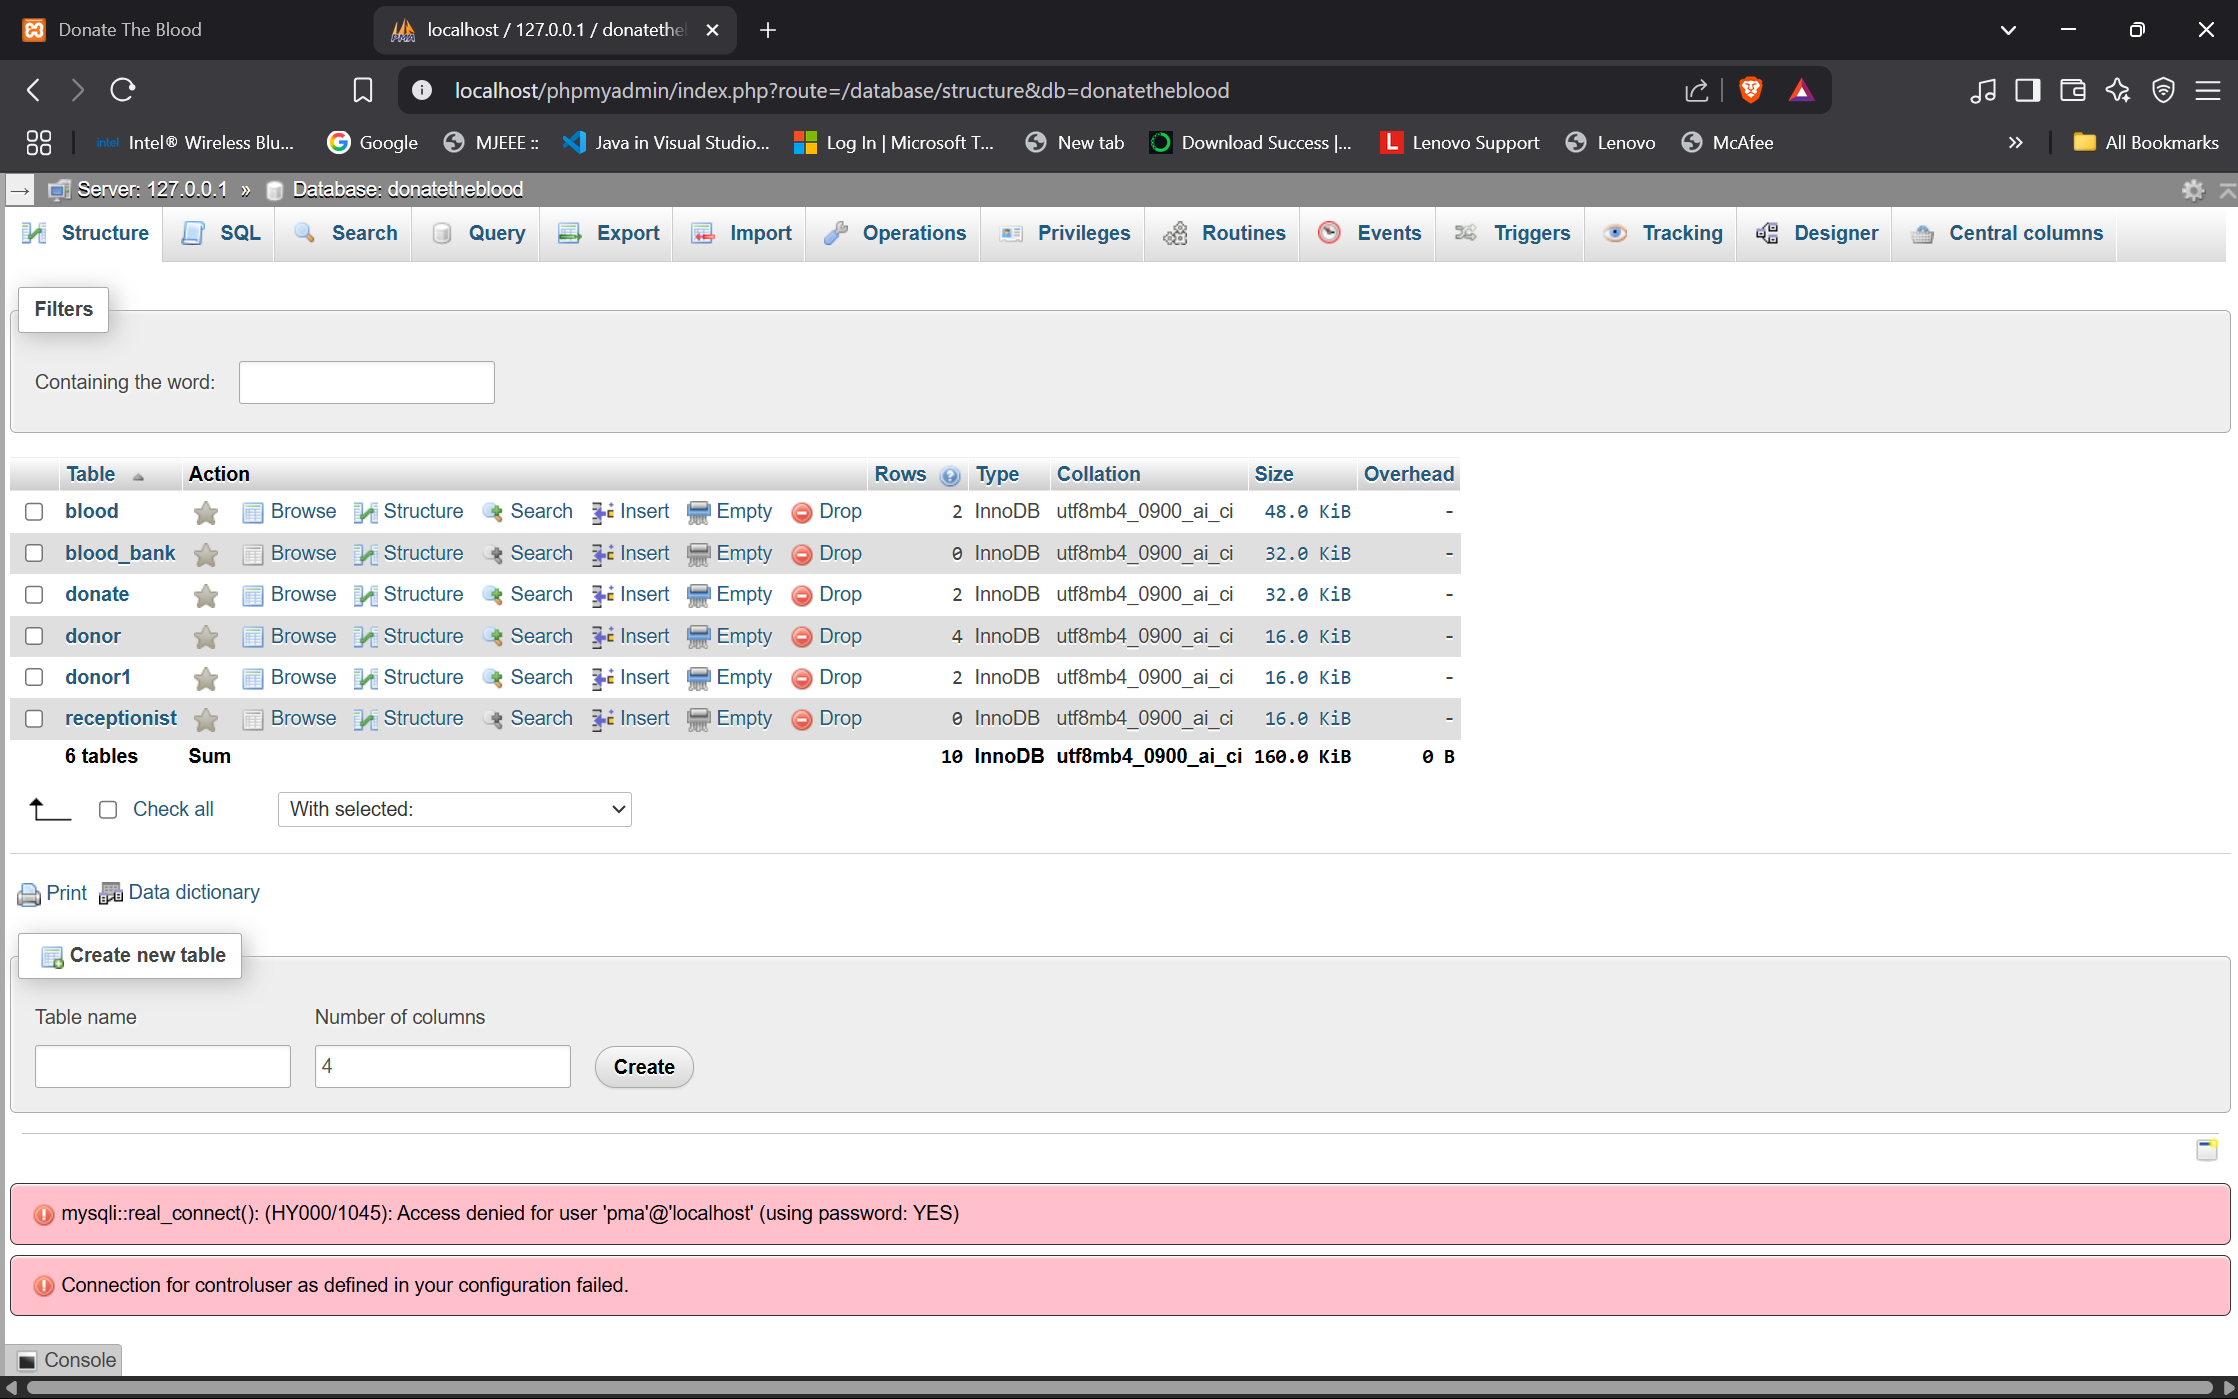 Donate The Blood
localhost / 127.0.0.1 / donatethe
localhost/phpmyadmin/index.php?route=/database/structure&db=donatetheblood
intel Intel® Wireless Blu... Google MJEEE :: Java in Visual Studio... Log In | Microsoft T... New tab Download Success |... L Lenovo Support Lenovo McAfee » All Bookmarks
Server: 127.0.0.1 » Database: donatetheblood
Structure SQL Search Query Export Import Operations Privileges Routines Events Triggers Tracking Designer Central columns
Filters
Containing the word:
Table Action Rows Type Collation Size Overhead
blood Browse Structure Search Insert Empty Drop 2 InnoDB utf8mb4_0900_ai_ci 48.0 KiB -
blood_bank Browse Structure Search Insert Empty Drop 0 InnoDB utf8mb4_0900_ai_ci 32.0 KiB -
donate Browse Structure Search Insert Empty Drop 2 InnoDB utf8mb4_0900_ai_ci 32.0 KiB -
donor Browse Structure Search Insert Empty Drop 4 InnoDB utf8mb4_0900_ai_ci 16.0 KiB -
donor1 Browse Structure Search Insert Empty Drop 2 InnoDB utf8mb4_0900_ai_ci 16.0 KiB -
receptionist Browse Structure Search Insert Empty Drop 0 InnoDB utf8mb4_0900_ai_ci 16.0 KiB -
6 tables Sum 10 InnoDB utf8mb4_0900_ai_ci 160.0 KiB 0 B
Check all With selected:
Print Data dictionary
Create new table
Table name Number of columns
4 Create
mysqli::real_connect(): (HY000/1045): Access denied for user 'pma'@'localhost' (using password: YES)
Connection for controluser as defined in your configuration failed.
Console